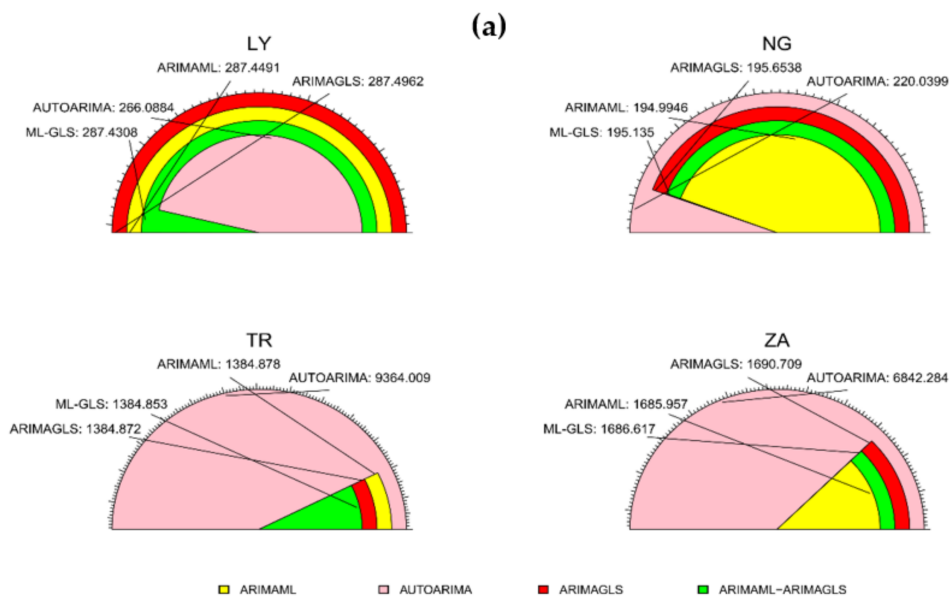 (a)
LY
ARIMAML: 287.4491
ARIMAGLS: 287.4962
AUTOARIMA: 266.0884
ML-GLS: 287.4308
NG
ARIMAGLS: 195.6538
AUTOARIMA: 220.0399
ARIMAML: 194.9946
ML-GLS: 195.135
TR
ARIMAML: 1384.878
AUTOARIMA: 9364.009
ML-GLS: 1384.853
ARIMAGLS: 1384.872
ZA
ARIMAGLS: 1690.709
AUTOARIMA: 6842.284
ARIMAML: 1685.957
ML-GLS: 1686.617
ARIMAML AUTOARIMA ARIMAGLS ARIMAML−ARIMAGLS